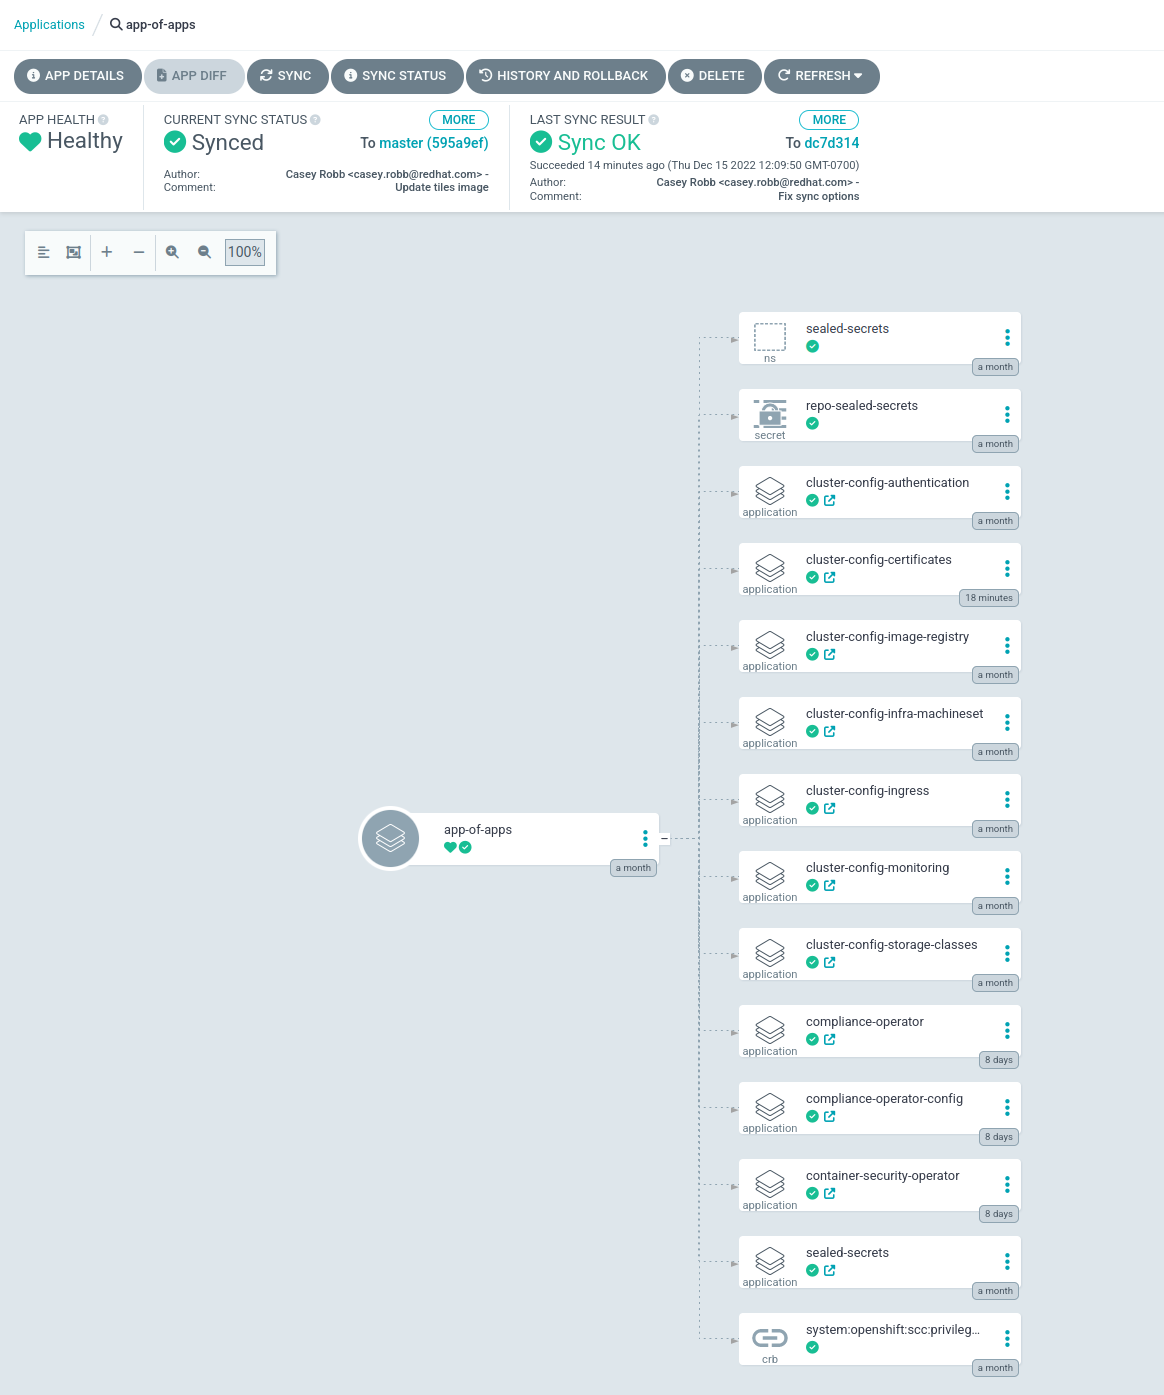 Applications
app-of-apps
APP DETAILS
APP DIFF
SYNC
SYNC STATUS
HISTORY AND ROLLBACK
DELETE
REFRESH
APP HEALTH
Healthy
CURRENT SYNC STATUS
MORE
Synced
To master (595a9ef)
Author:
Casey Robb <casey.robb@redhat.com> -
Comment:
Update tiles image
LAST SYNC RESULT
MORE
Sync OK
To dc7d314
Succeeded 14 minutes ago (Thu Dec 15 2022 12:09:50 GMT-0700)
Author:
Casey Robb <casey.robb@redhat.com> -
Comment:
Fix sync options
100%
sealed-secrets
ns
a month
repo-sealed-secrets
secret
a month
cluster-config-authentication
application
a month
cluster-config-certificates
application
18 minutes
cluster-config-image-registry
application
a month
cluster-config-infra-machineset
application
a month
cluster-config-ingress
application
a month
app-of-apps
a month
cluster-config-monitoring
application
a month
cluster-config-storage-classes
application
a month
compliance-operator
application
8 days
compliance-operator-config
application
8 days
container-security-operator
application
8 days
sealed-secrets
application
a month
system:openshift:scc:privileg...
crb
a month